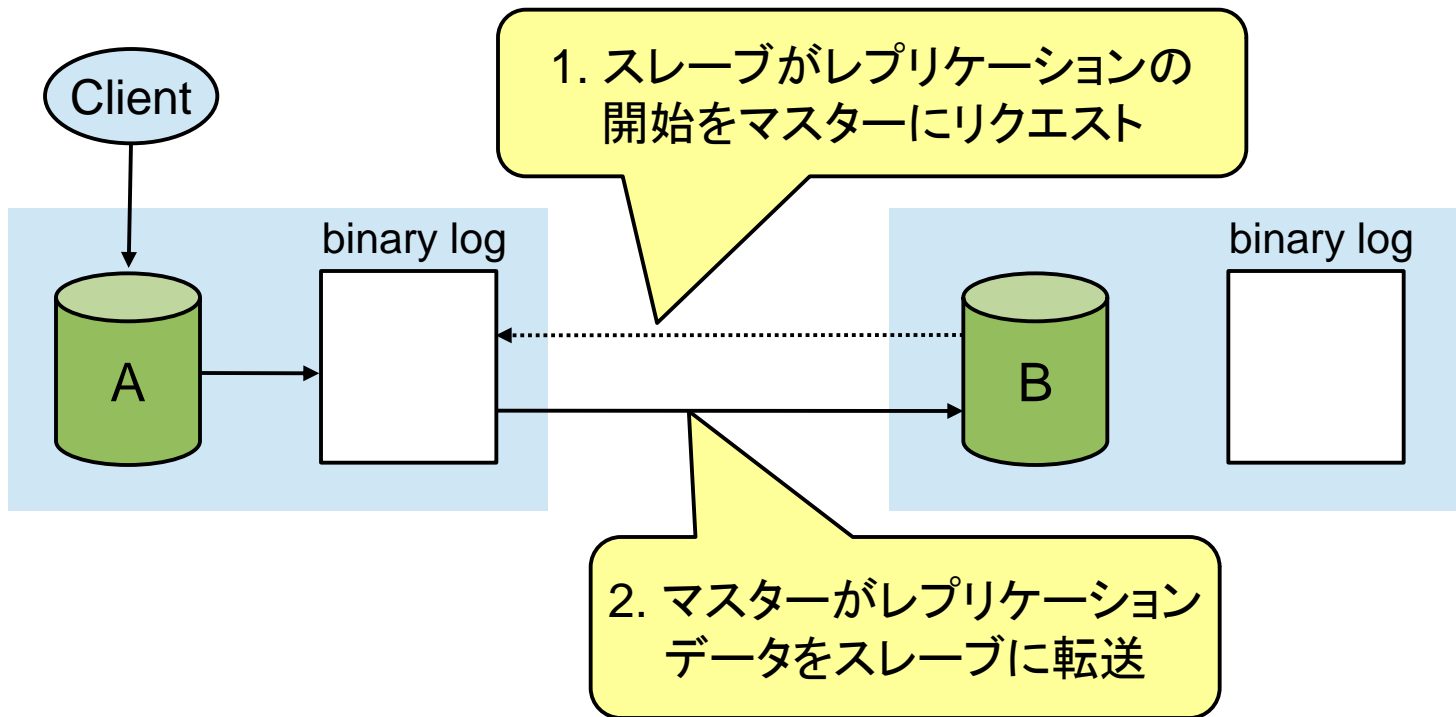 Client
1. スレーブがレプリケーションの
開始をマスターにリクエスト
binary log
binary log
A
B
2. マスターがレプリケーション
データをスレーブに転送